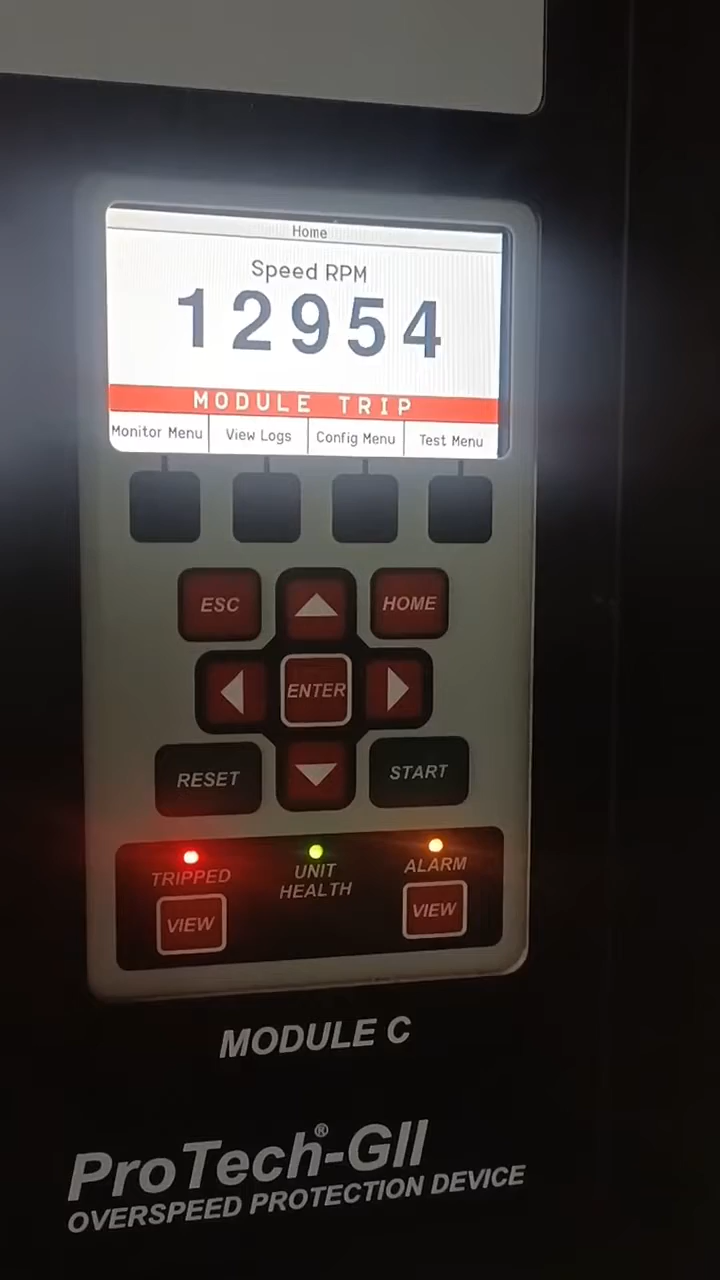 Home
Speed RPM
12954
MODULE TRIP
Monitor Menu View Logs Config Menu Test Menu
ESC HOME
ENTER
RESET START
TRIPPED UNIT HEALTH ALARM
VIEW VIEW
MODULE C
ProTech®-GII
OVERSPEED PROTECTION DEVICE